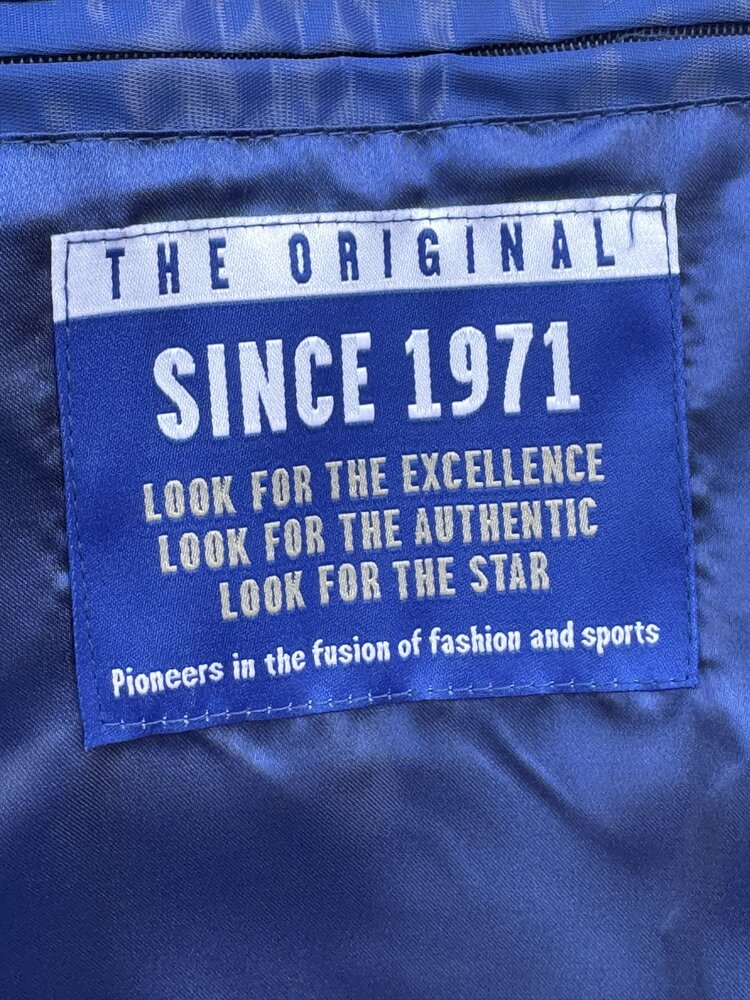 THE ORIGINAL
SINCE 1971
LOOK FOR THE EXCELLENCE
LOOK FOR THE AUTHENTIC
LOOK FOR THE STAR
Pioneers in the fusion of fashion and sports